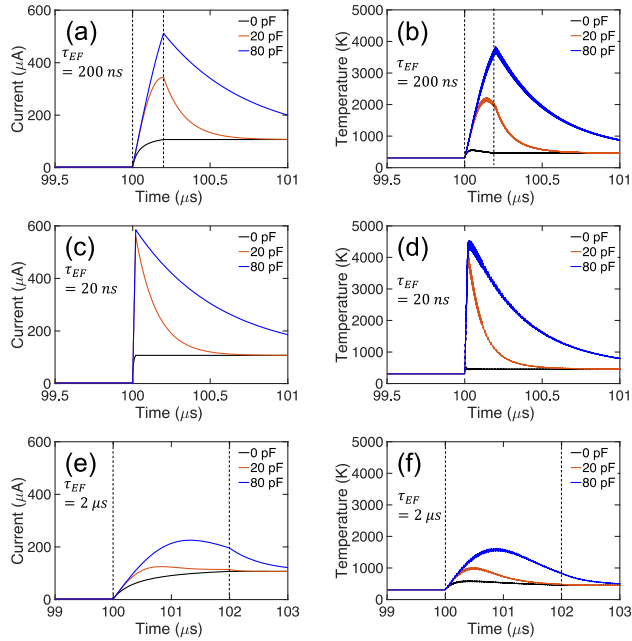 (a)
τ_EF
= 200 ns
0 pF
20 pF
80 pF
Current (μA)
600
400
200
0
99.5 100 100.5 101
Time (μs)
(b)
τ_EF
= 200 ns
0 pF
20 pF
80 pF
Temperature (K)
5000
4000
3000
2000
1000
0
99.5 100 100.5 101
Time (μs)
(c)
τ_EF
= 20 ns
0 pF
20 pF
80 pF
Current (μA)
600
400
200
0
99.5 100 100.5 101
Time (μs)
(d)
τ_EF
= 20 ns
0 pF
20 pF
80 pF
Temperature (K)
5000
4000
3000
2000
1000
0
99.5 100 100.5 101
Time (μs)
(e)
τ_EF
= 2 μs
0 pF
20 pF
80 pF
Current (μA)
600
400
200
0
99 100 101 102 103
Time (μs)
(f)
τ_EF
= 2 μs
0 pF
20 pF
80 pF
Temperature (K)
5000
4000
3000
2000
1000
0
99 100 101 102 103
Time (μs)